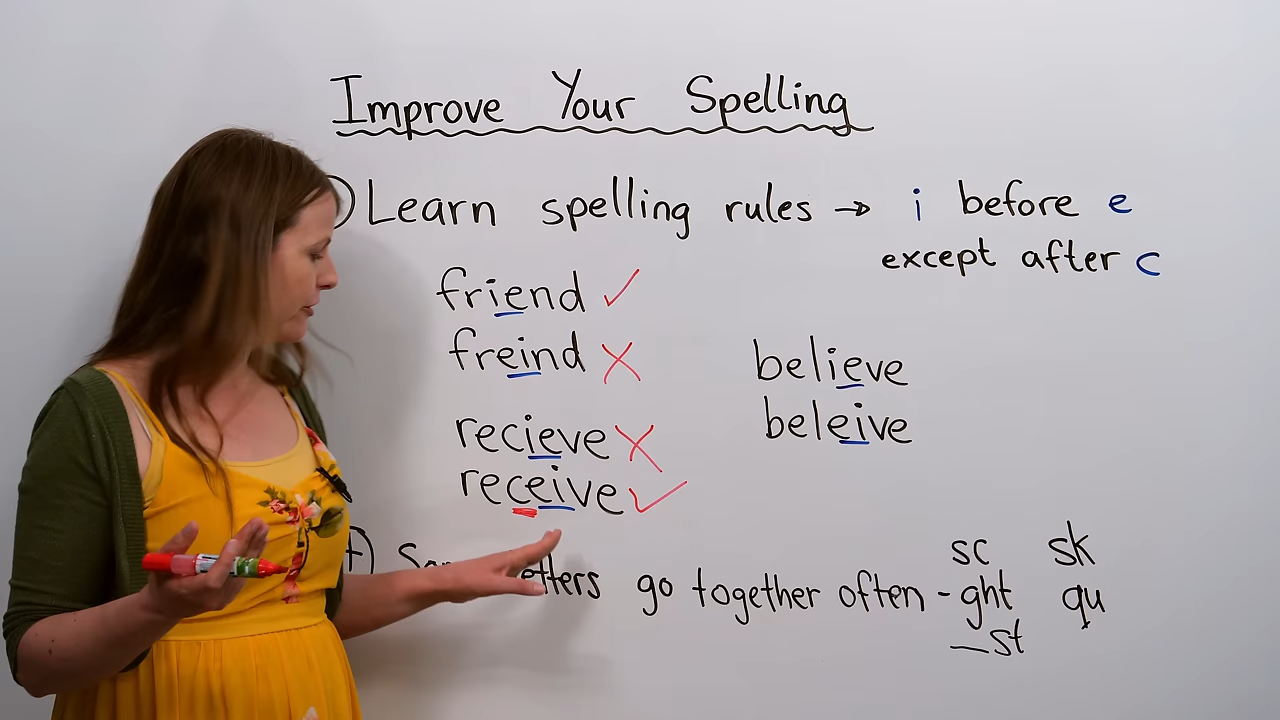 Improve Your Spelling
) Learn spelling rules → i before e
except after c
friend ✓
freind X
believe
beleive
recieve X
receive ✓
sc sk
go together often - ght qu
_st